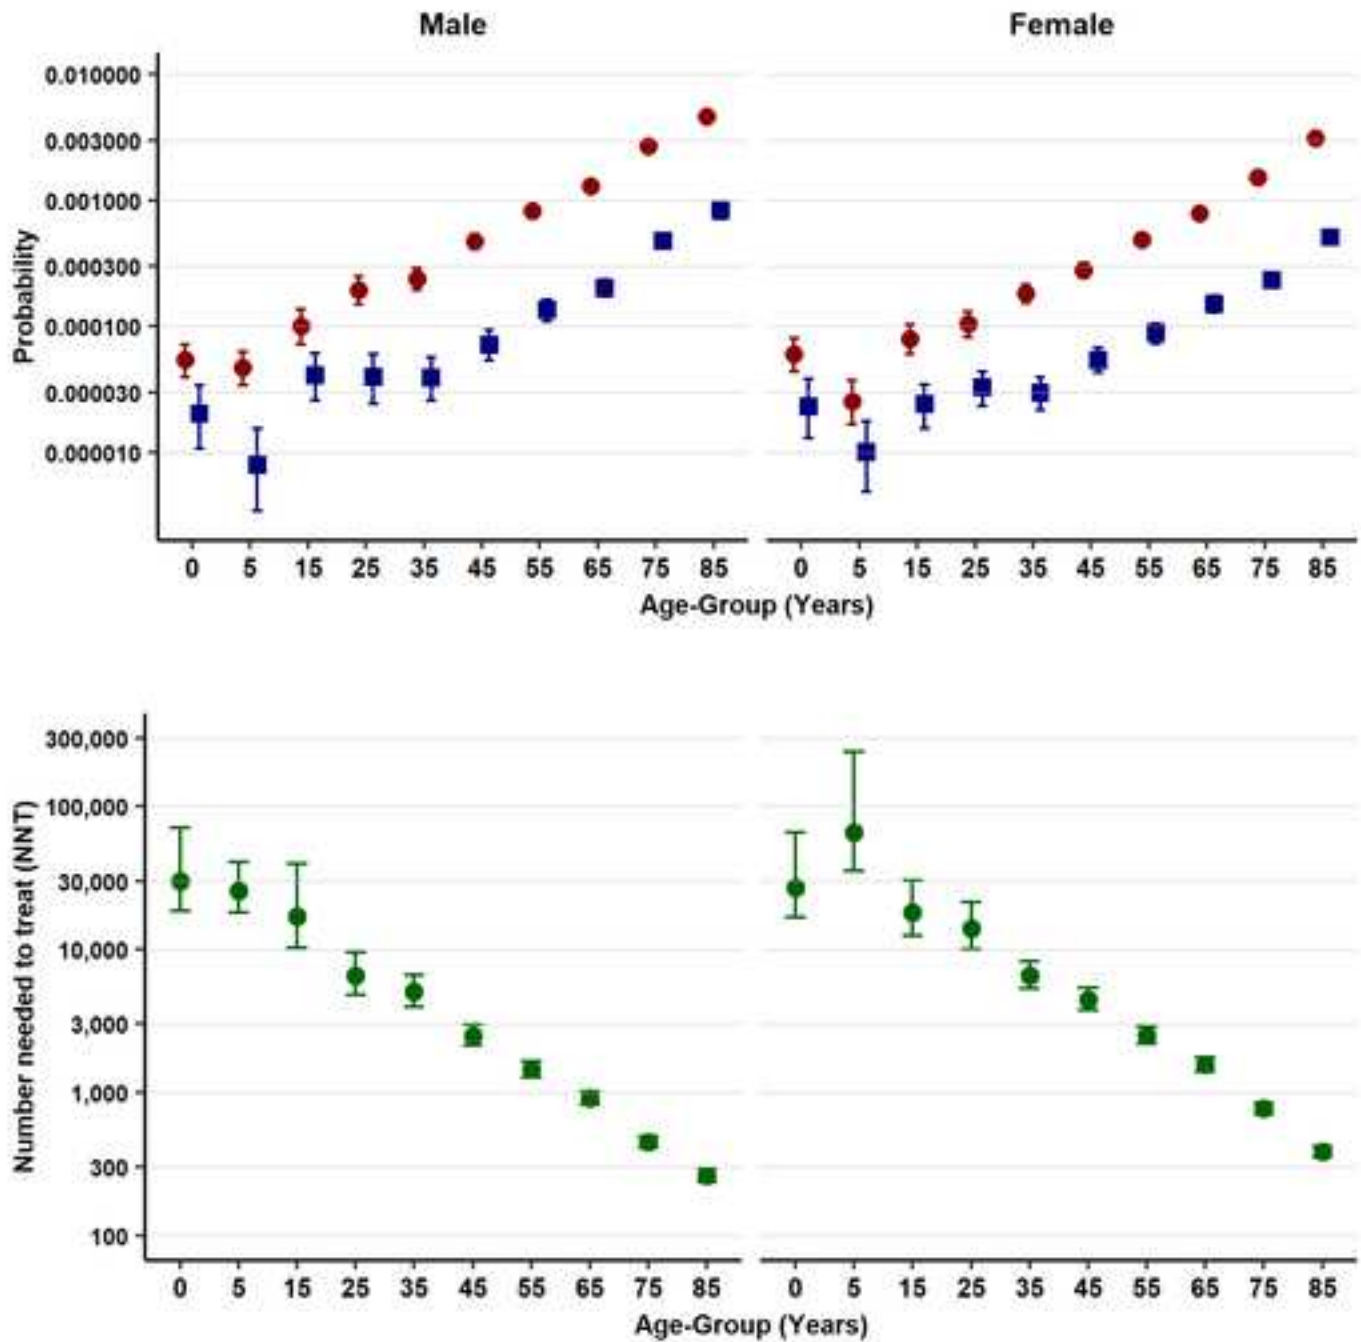 Male Female
0.010000
0.003000
0.001000
0.000300
0.000100
0.000030
0.000010
Probability
0 5 15 25 35 45 55 65 75 85 0 5 15 25 35 45 55 65 75 85
Age-Group (Years)
300,000
100,000
30,000
10,000
3,000
1,000
300
100
Number needed to treat (NNT)
0 5 15 25 35 45 55 65 75 85 0 5 15 25 35 45 55 65 75 85
Age-Group (Years)